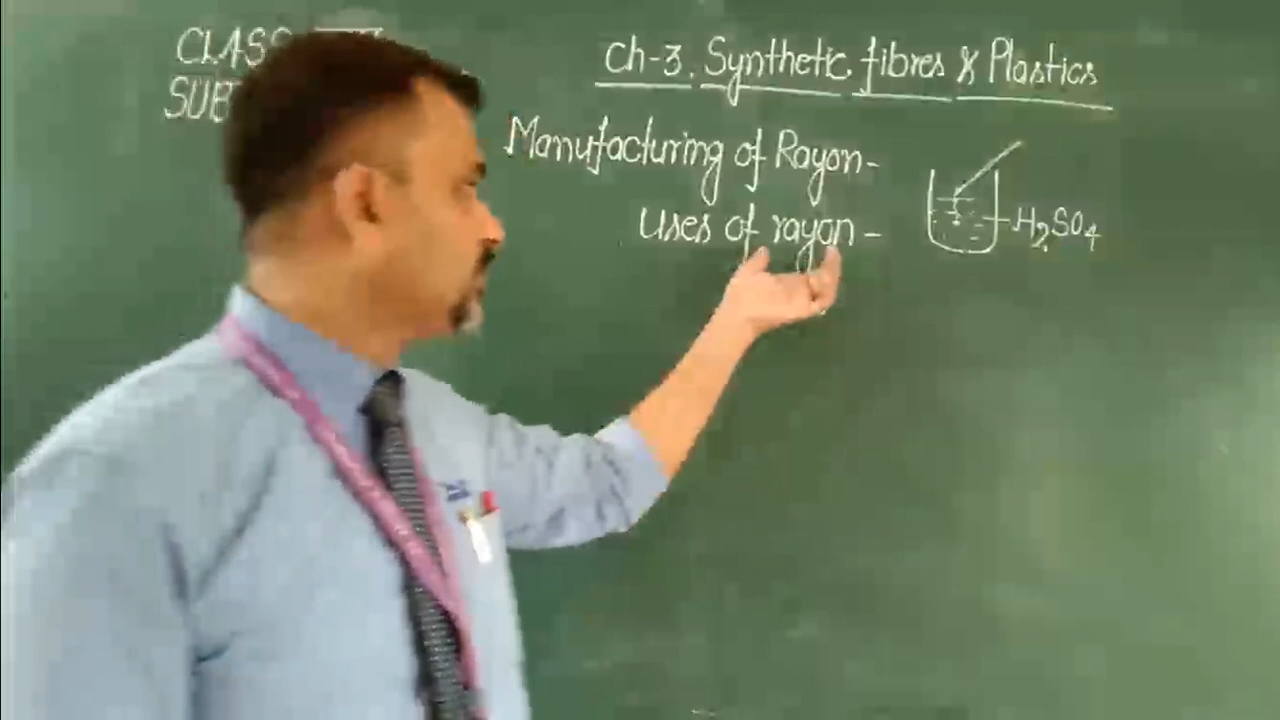 CLASS
SUB
Ch-3. Synthetic fibres & Plastics
Manufacturing of Rayon-
Uses of rayon-
H2SO4